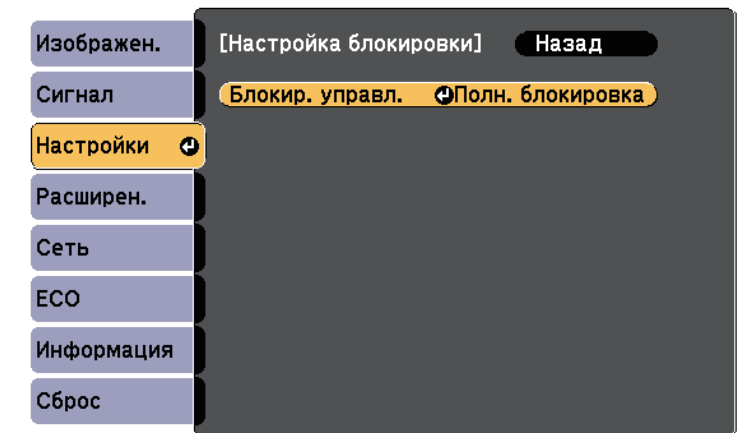 Изображен.
Сигнал
Настройки
Расширен.
Сеть
ECO
Информация
Сброс
[Настройка блокировки] Назад
Блокир. управл. Полн. блокировка